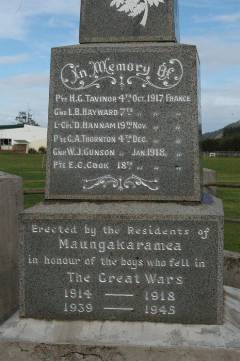 In Memory of
Pte H.G. Tavinor 4th Oct. 1917 France
Gnr L.B. Hayward 7th " " "
L-Cpl D. Hannam 19th Nov. " "
Pte C.A. Thornton 4th Dec. " "
Gnr W.J. Gunson " Jan. 1918. "
Pte E.C. Cook 18th " " "
Erected by the Residents of
Maungakaramea
in honour of the boys who fell in
The Great Wars
1914 — 1918
1939 — 1945